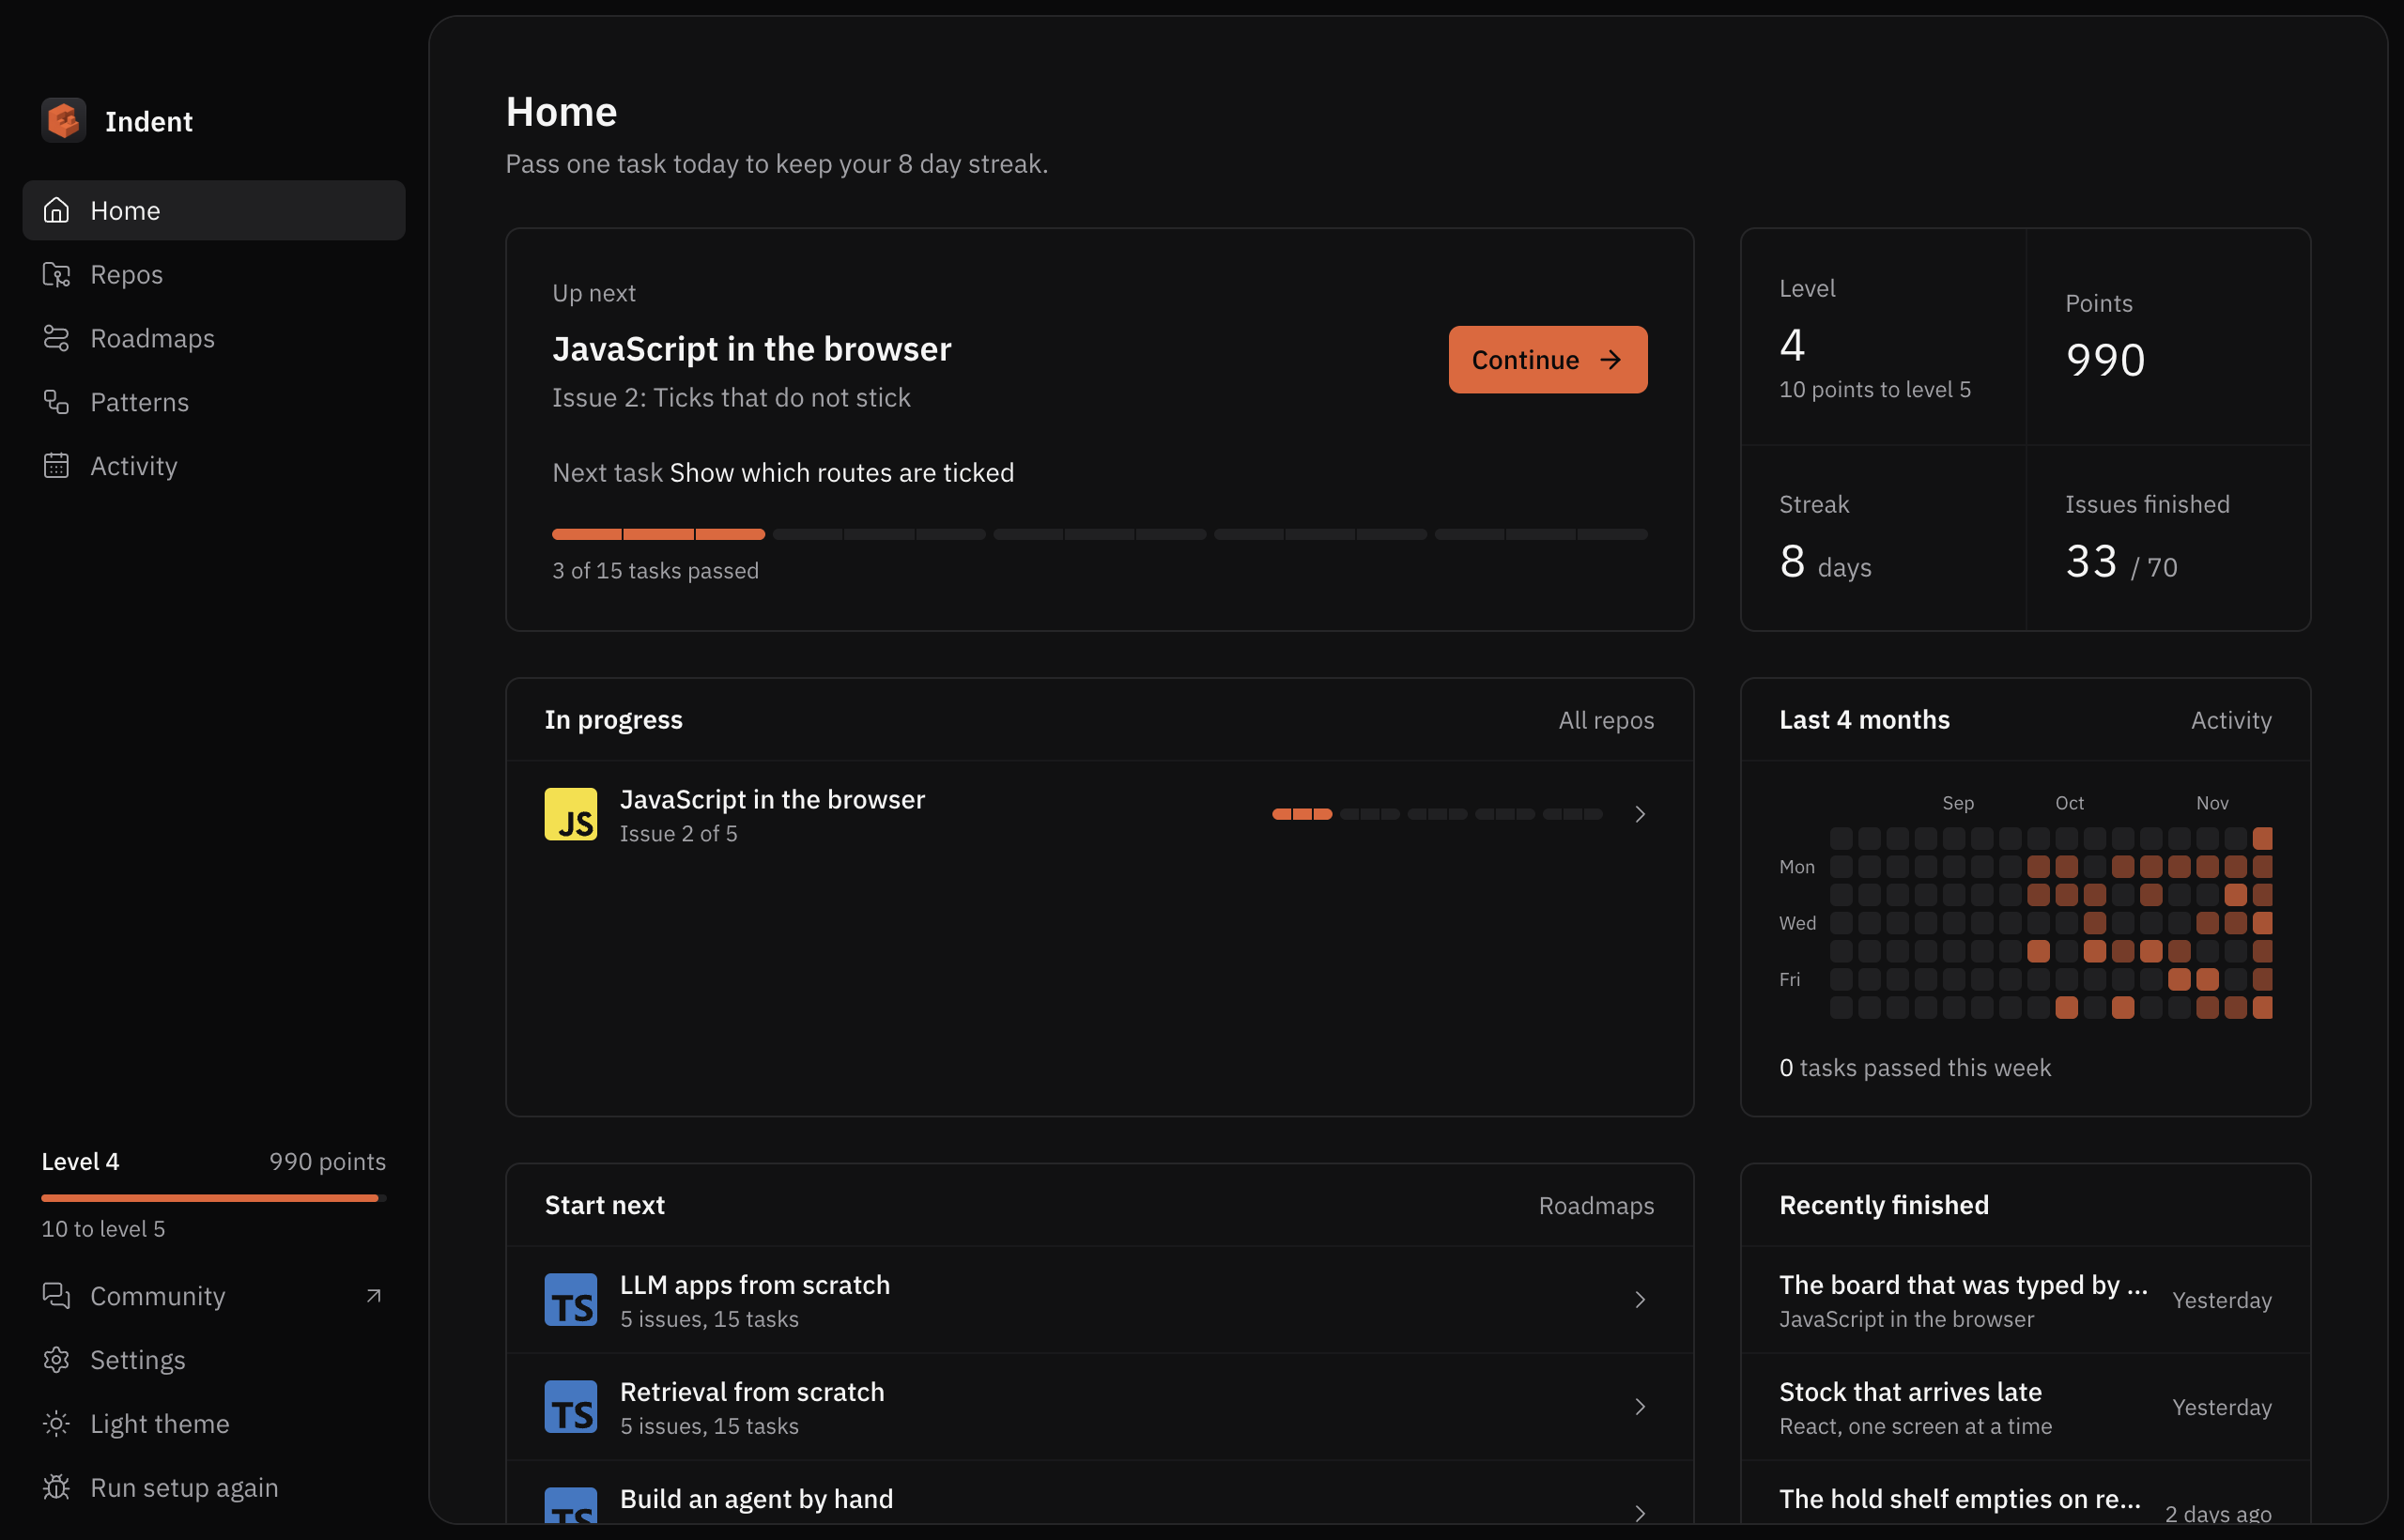 Indent
Home
Repos
Roadmaps
Patterns
Activity
Level 4
990 points
10 to level 5
Community
Settings
Light theme
Run setup again
Home
Pass one task today to keep your 8 day streak.
Up next
JavaScript in the browser
Issue 2: Ticks that do not stick
Continue
Next task Show which routes are ticked
3 of 15 tasks passed
Level
4
10 points to level 5
Points
990
Streak
8 days
Issues finished
33 / 70
In progress
All repos
JS
JavaScript in the browser
Issue 2 of 5
Last 4 months
Activity
Sep Oct Nov
Mon
Wed
Fri
0 tasks passed this week
Start next
Roadmaps
TS
LLM apps from scratch
5 issues, 15 tasks
TS
Retrieval from scratch
5 issues, 15 tasks
TS
Build an agent by hand
Recently finished
The board that was typed by ...
JavaScript in the browser
Yesterday
Stock that arrives late
React, one screen at a time
Yesterday
The hold shelf empties on re...
2 days ago